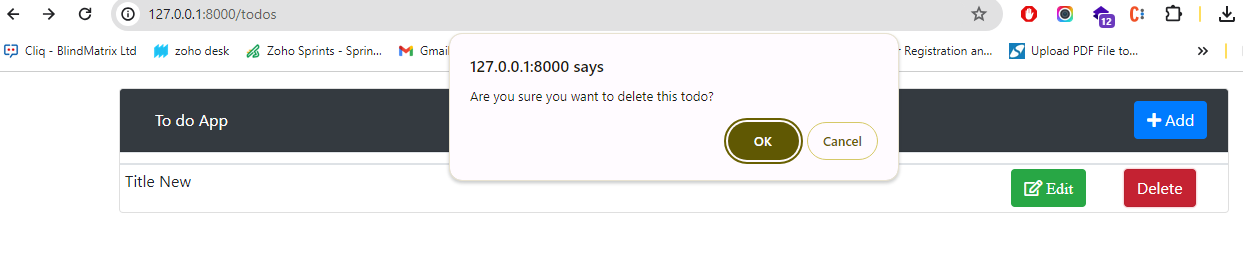 127.0.0.1:8000/todos
12
Cliq - BlindMatrix Ltd zoho desk Zoho Sprints - Sprin... Gmai Registration an... Upload PDF File to... »
127.0.0.1:8000 says
Are you sure you want to delete this todo?
OK Cancel
To do App Add
Title New Edit Delete